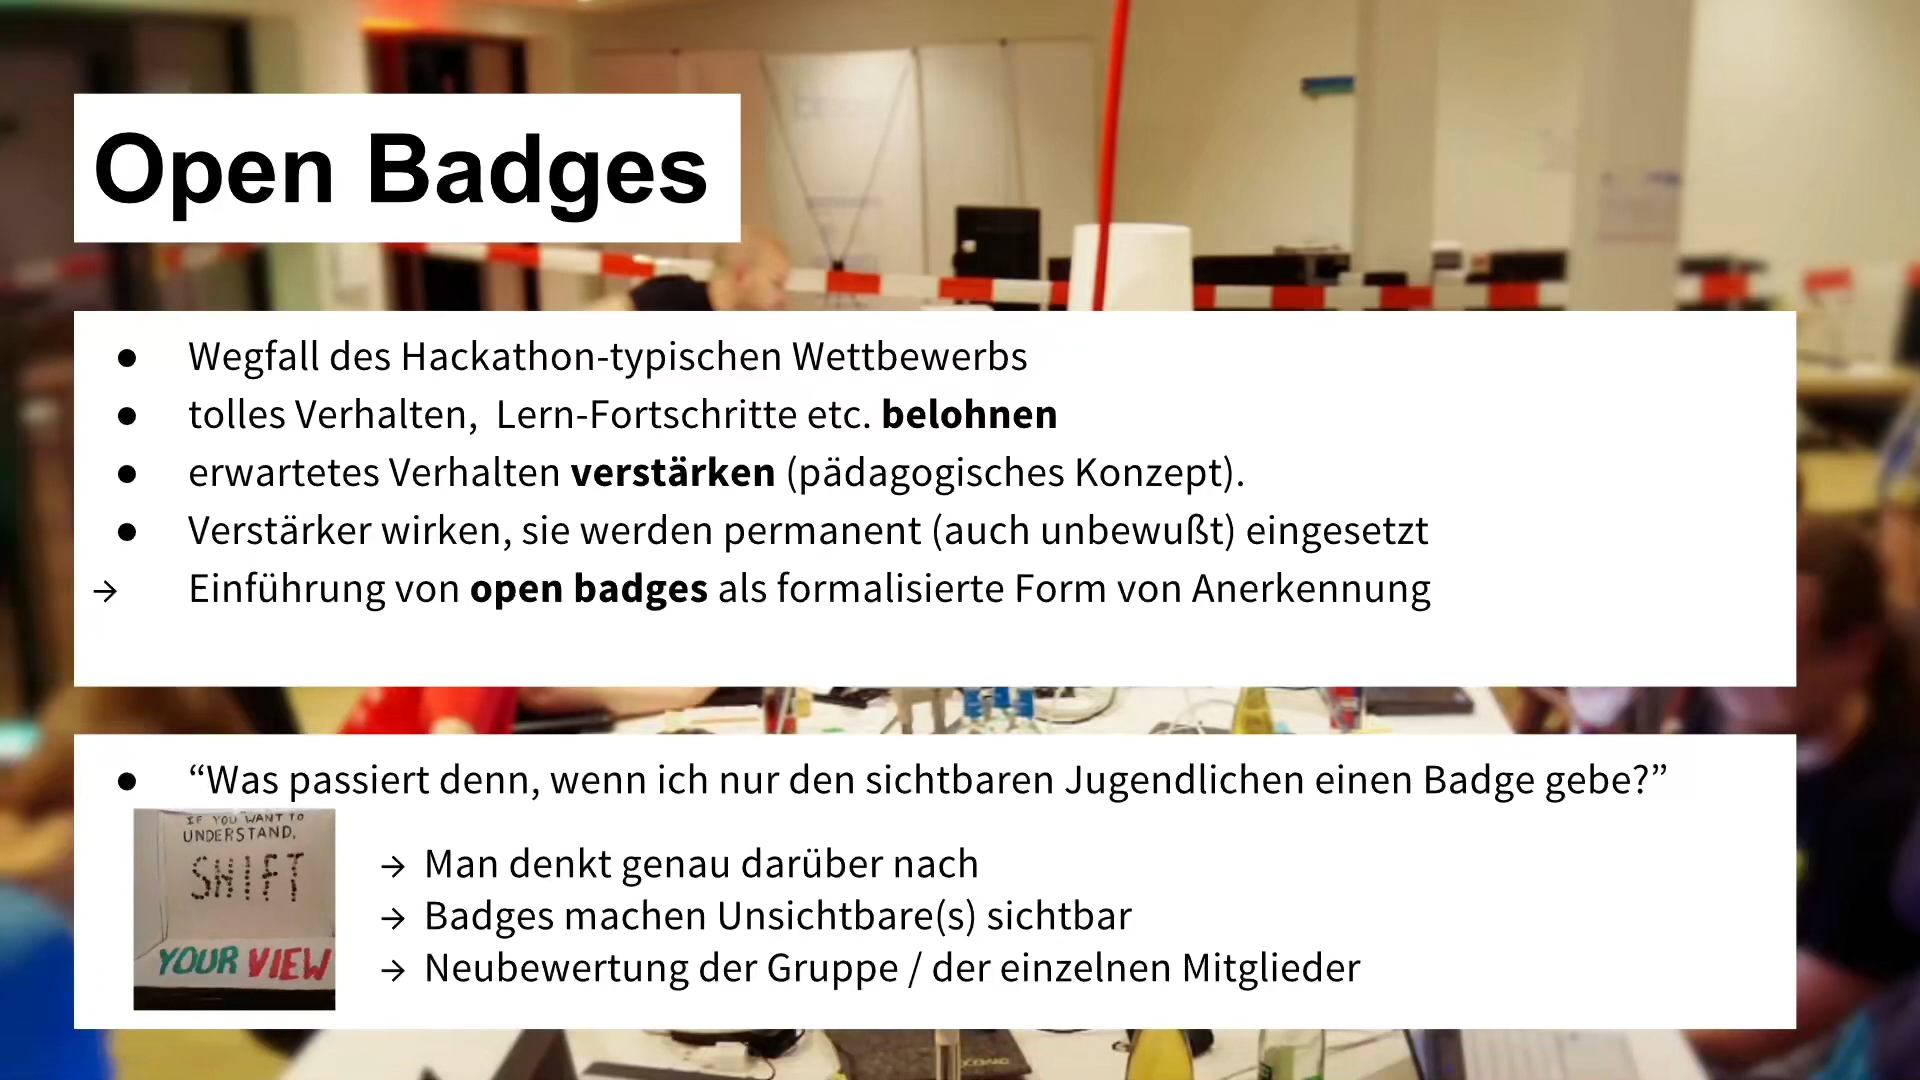 Open Badges
● Wegfall des Hackathon-typischen Wettbewerbs
● tolles Verhalten, Lern-Fortschritte etc. belohnen
● erwartetes Verhalten verstärken (pädagogisches Konzept).
● Verstärker wirken, sie werden permanent (auch unbewußt) eingesetzt
→ Einführung von open badges als formalisierte Form von Anerkennung
● “Was passiert denn, wenn ich nur den sichtbaren Jugendlichen einen Badge gebe?”
IF YOU WANT TO
UNDERSTAND,
SHIFT
YOUR VIEW
→ Man denkt genau darüber nach
→ Badges machen Unsichtbare(s) sichtbar
→ Neubewertung der Gruppe / der einzelnen Mitglieder